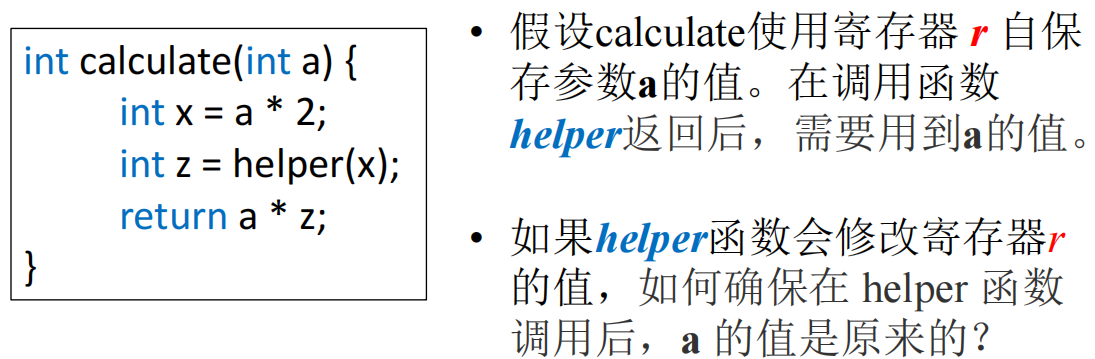 int calculate(int a) {
int x = a * 2;
int z = helper(x);
return a * z;
}
• 假设calculate使用寄存器 r 自保
存参数a的值。在调用函数
helper返回后，需要用到a的值。
• 如果helper函数会修改寄存器r
的值，如何确保在 helper 函数
调用后，a 的值是原来的？